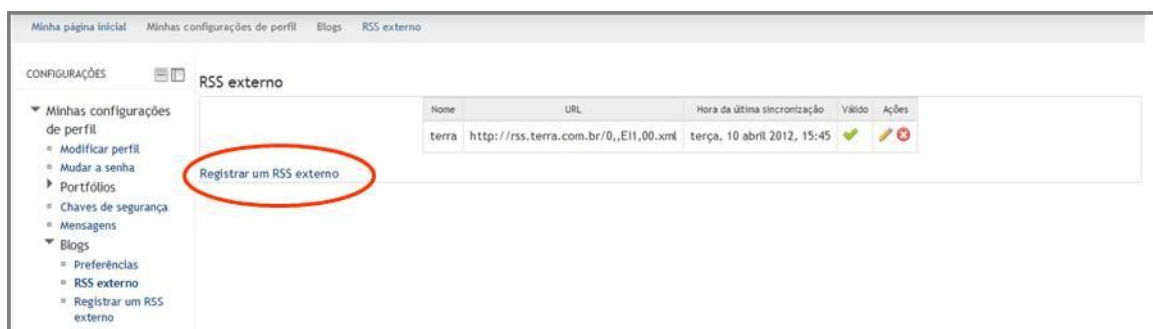 Minha página inicial Minhas configurações de perfil Blogs RSS externo
CONFIGURAÇÕES
Minhas configurações
de perfil
Modificar perfil
Mudar a senha
Portfólios
Chaves de segurança
Mensagens
Blogs
Preferências
RSS externo
Registrar um RSS
externo
RSS externo
Nome URL Hora da última sincronização Válido Ações
terra http://rss.terra.com.br/0,,EI1,00.xml terça, 10 abril 2012, 15:45
Registrar um RSS externo